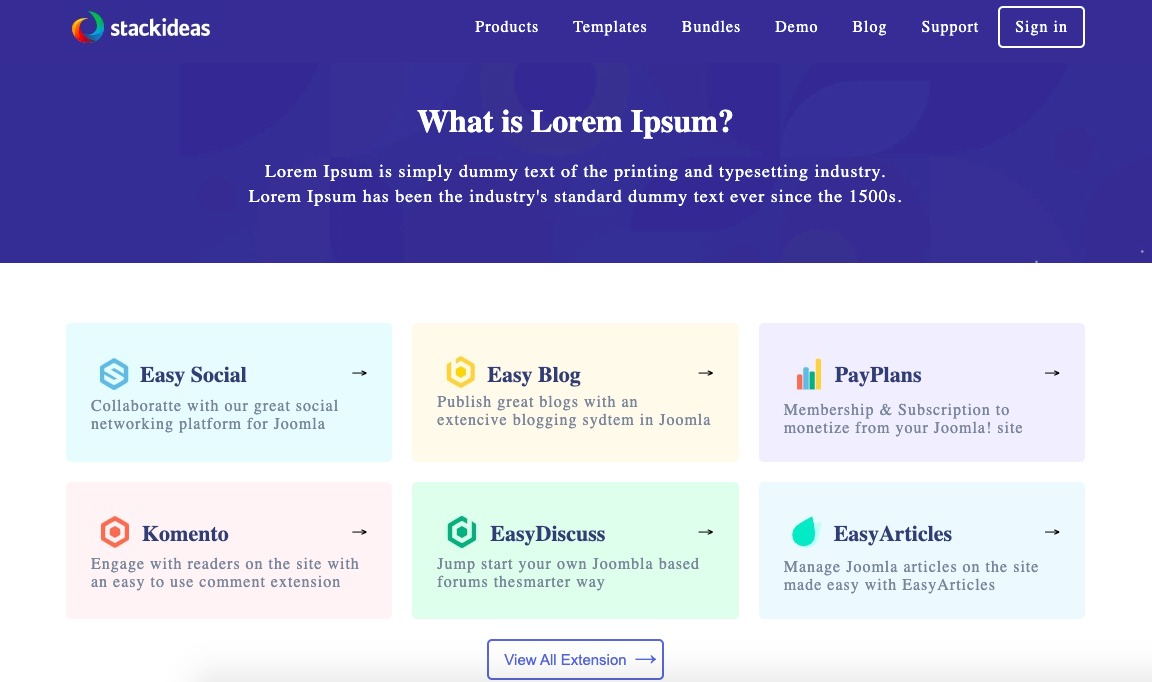 stackideas
Products Templates Bundles Demo Blog Support Sign in
What is Lorem Ipsum?
Lorem Ipsum is simply dummy text of the printing and typesetting industry.
Lorem Ipsum has been the industry's standard dummy text ever since the 1500s.
Easy Social →
Collaboratte with our great social
networking platform for Joomla
Easy Blog →
Publish great blogs with an
extencive blogging sydtem in Joomla
PayPlans →
Membership & Subscription to
monetize from your Joomla! site
Komento →
Engage with readers on the site with
an easy to use comment extension
EasyDiscuss →
Jump start your own Joombla based
forums thesmarter way
EasyArticles →
Manage Joomla articles on the site
made easy with EasyArticles
View All Extension →